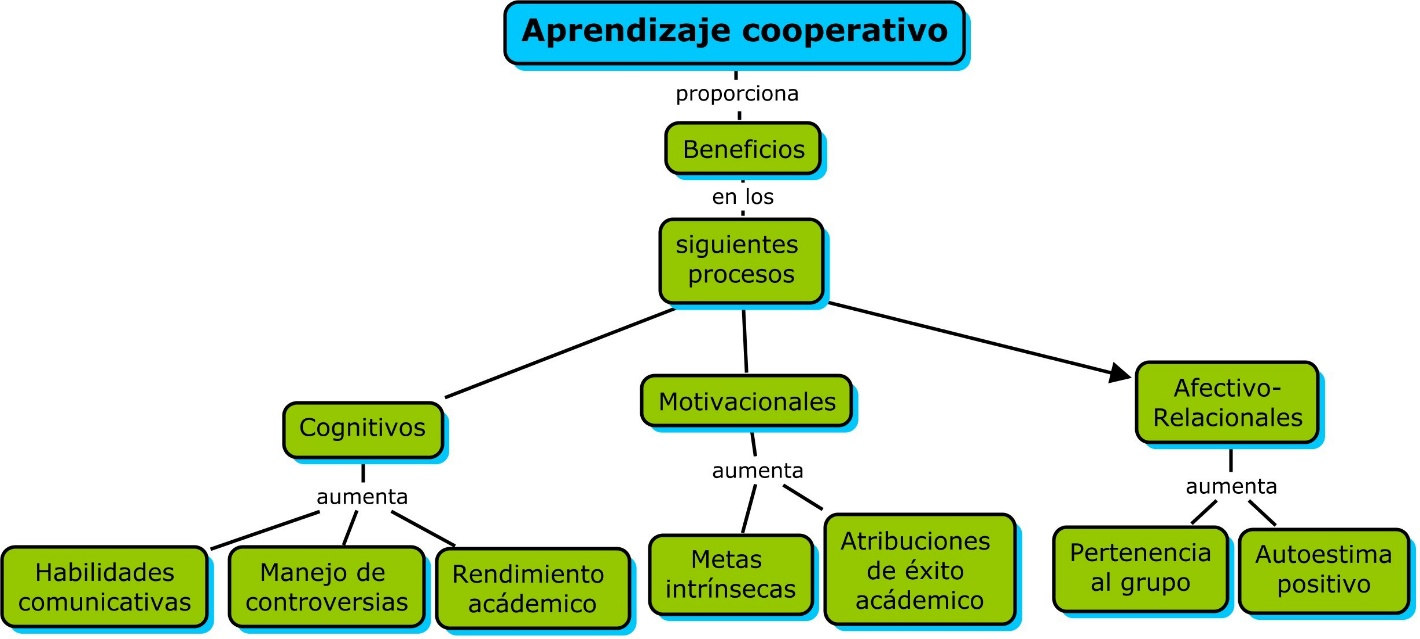 Aprendizaje cooperativo
proporciona
Beneficios
en los
siguientes
procesos
Cognitivos
aumenta
Habilidades
comunicativas
Manejo de
controversias
Rendimiento
acádemico
Motivacionales
aumenta
Metas
intrínsecas
Atribuciones
de éxito
acádemico
Afectivo-
Relacionales
aumenta
Pertenencia
al grupo
Autoestima
positivo